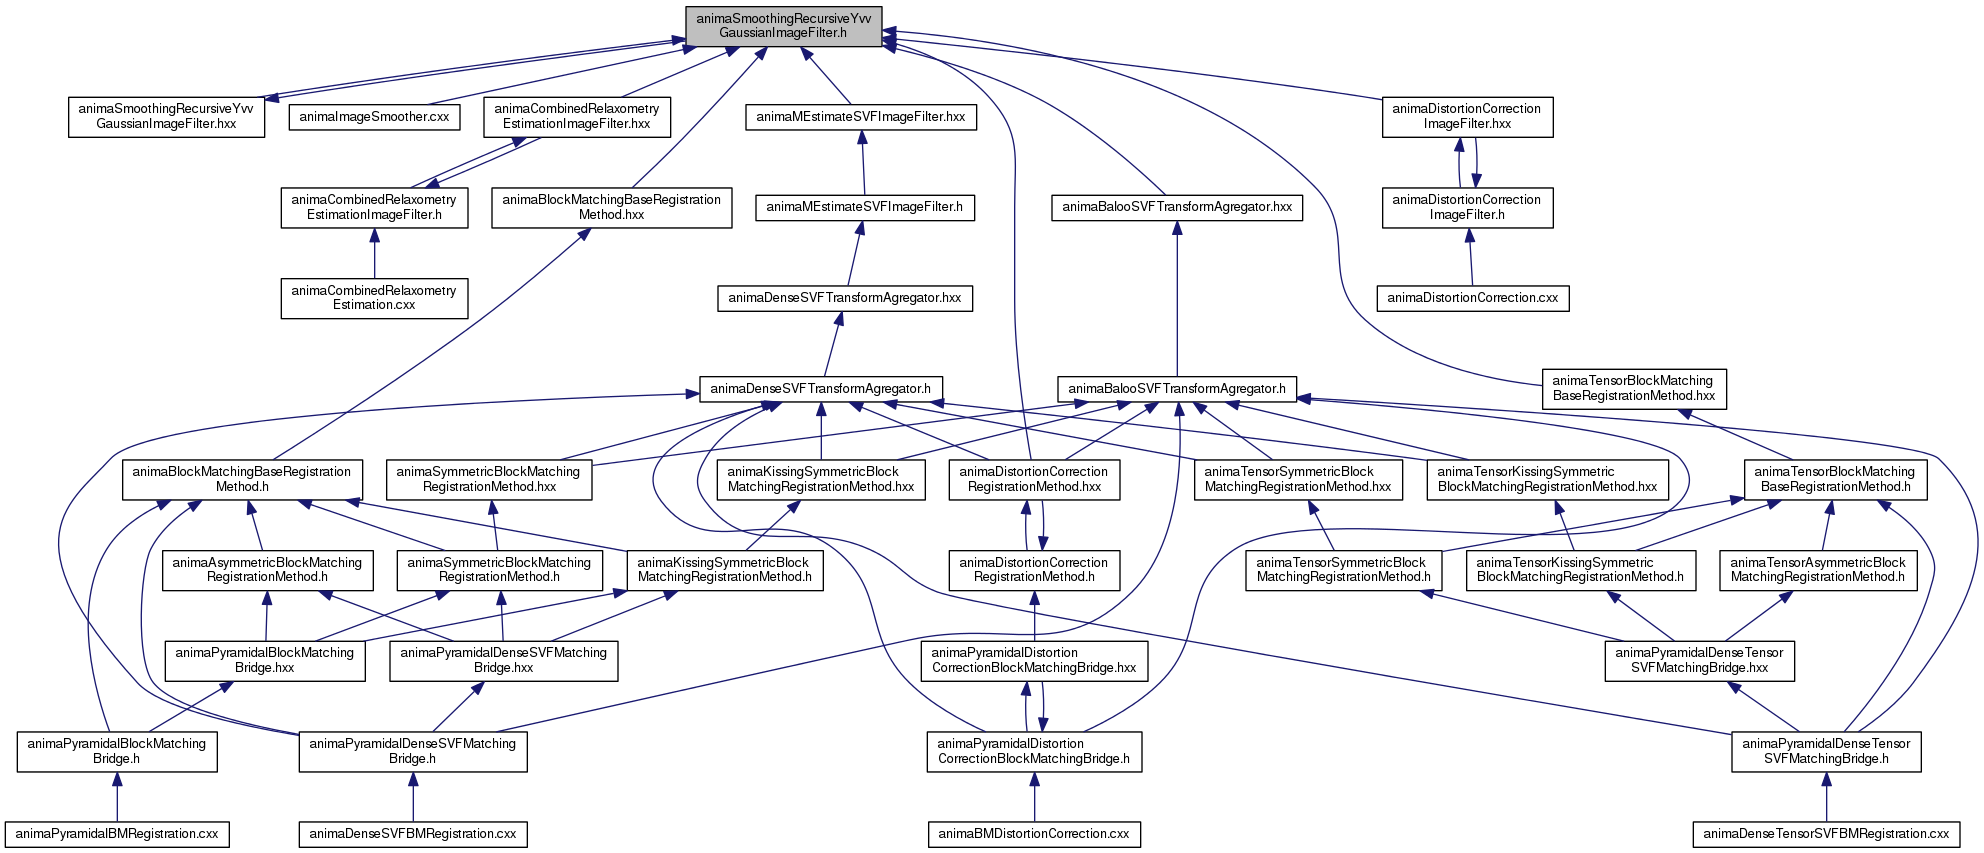 animaSmoothingRecursiveYvv
GaussianImageFilter.h
animaSmoothingRecursiveYvv
GaussianImageFilter.hxx
animaImageSmoother.cxx
animaCombinedRelaxometry
EstimationImageFilter.hxx
animaMEstimateSVFImageFilter.hxx
animaDistortionCorrection
ImageFilter.hxx
animaCombinedRelaxometry
EstimationImageFilter.h
animaBlockMatchingBaseRegistration
Method.hxx
animaMEstimateSVFImageFilter.h
animaBalooSVFTransformAgregator.hxx
animaDistortionCorrection
ImageFilter.h
animaCombinedRelaxometry
Estimation.cxx
animaDenseSVFTransformAgregator.hxx
animaDistortionCorrection.cxx
animaDenseSVFTransformAgregator.h
animaBalooSVFTransformAgregator.h
animaTensorBlockMatching
BaseRegistrationMethod.hxx
animaBlockMatchingBaseRegistration
Method.h
animaSymmetricBlockMatching
RegistrationMethod.hxx
animaKissingSymmetricBlock
MatchingRegistrationMethod.hxx
animaDistortionCorrection
RegistrationMethod.hxx
animaTensorSymmetricBlock
MatchingRegistrationMethod.hxx
animaTensorKissingSymmetric
BlockMatchingRegistrationMethod.hxx
animaTensorBlockMatching
BaseRegistrationMethod.h
animaAsymmetricBlockMatching
RegistrationMethod.h
animaSymmetricBlockMatching
RegistrationMethod.h
animaKissingSymmetricBlock
MatchingRegistrationMethod.h
animaDistortionCorrection
RegistrationMethod.h
animaTensorSymmetricBlock
MatchingRegistrationMethod.h
animaTensorKissingSymmetric
BlockMatchingRegistrationMethod.h
animaTensorAsymmetricBlock
MatchingRegistrationMethod.h
animaPyramidalBlockMatching
Bridge.hxx
animaPyramidalDenseSVFMatching
Bridge.hxx
animaPyramidalDistortion
CorrectionBlockMatchingBridge.hxx
animaPyramidalDenseTensor
SVFMatchingBridge.hxx
animaPyramidalBlockMatching
Bridge.h
animaPyramidalDenseSVFMatching
Bridge.h
animaPyramidalDistortion
CorrectionBlockMatchingBridge.h
animaPyramidalDenseTensor
SVFMatchingBridge.h
animaPyramidalBMRegistration.cxx
animaDenseSVFBMRegistration.cxx
animaBMDistortionCorrection.cxx
animaDenseTensorSVFBMRegistration.cxx